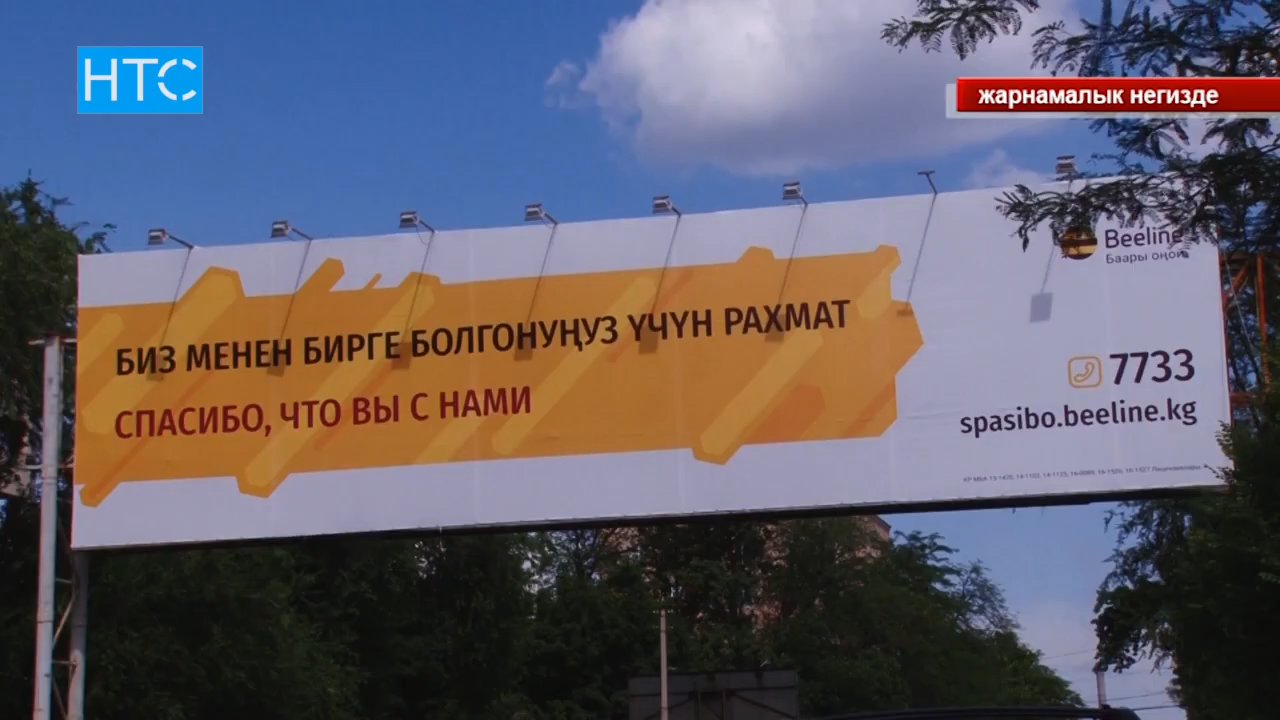 НТС
жарнамалык негизде
Beeline
Баары оңой
БИЗ МЕНЕН БИРГЕ БОЛГОНУҢУЗ ҮЧҮН РАХМАТ
СПАСИБО, ЧТО ВЫ С НАМИ
7733
spasibo.beeline.kg